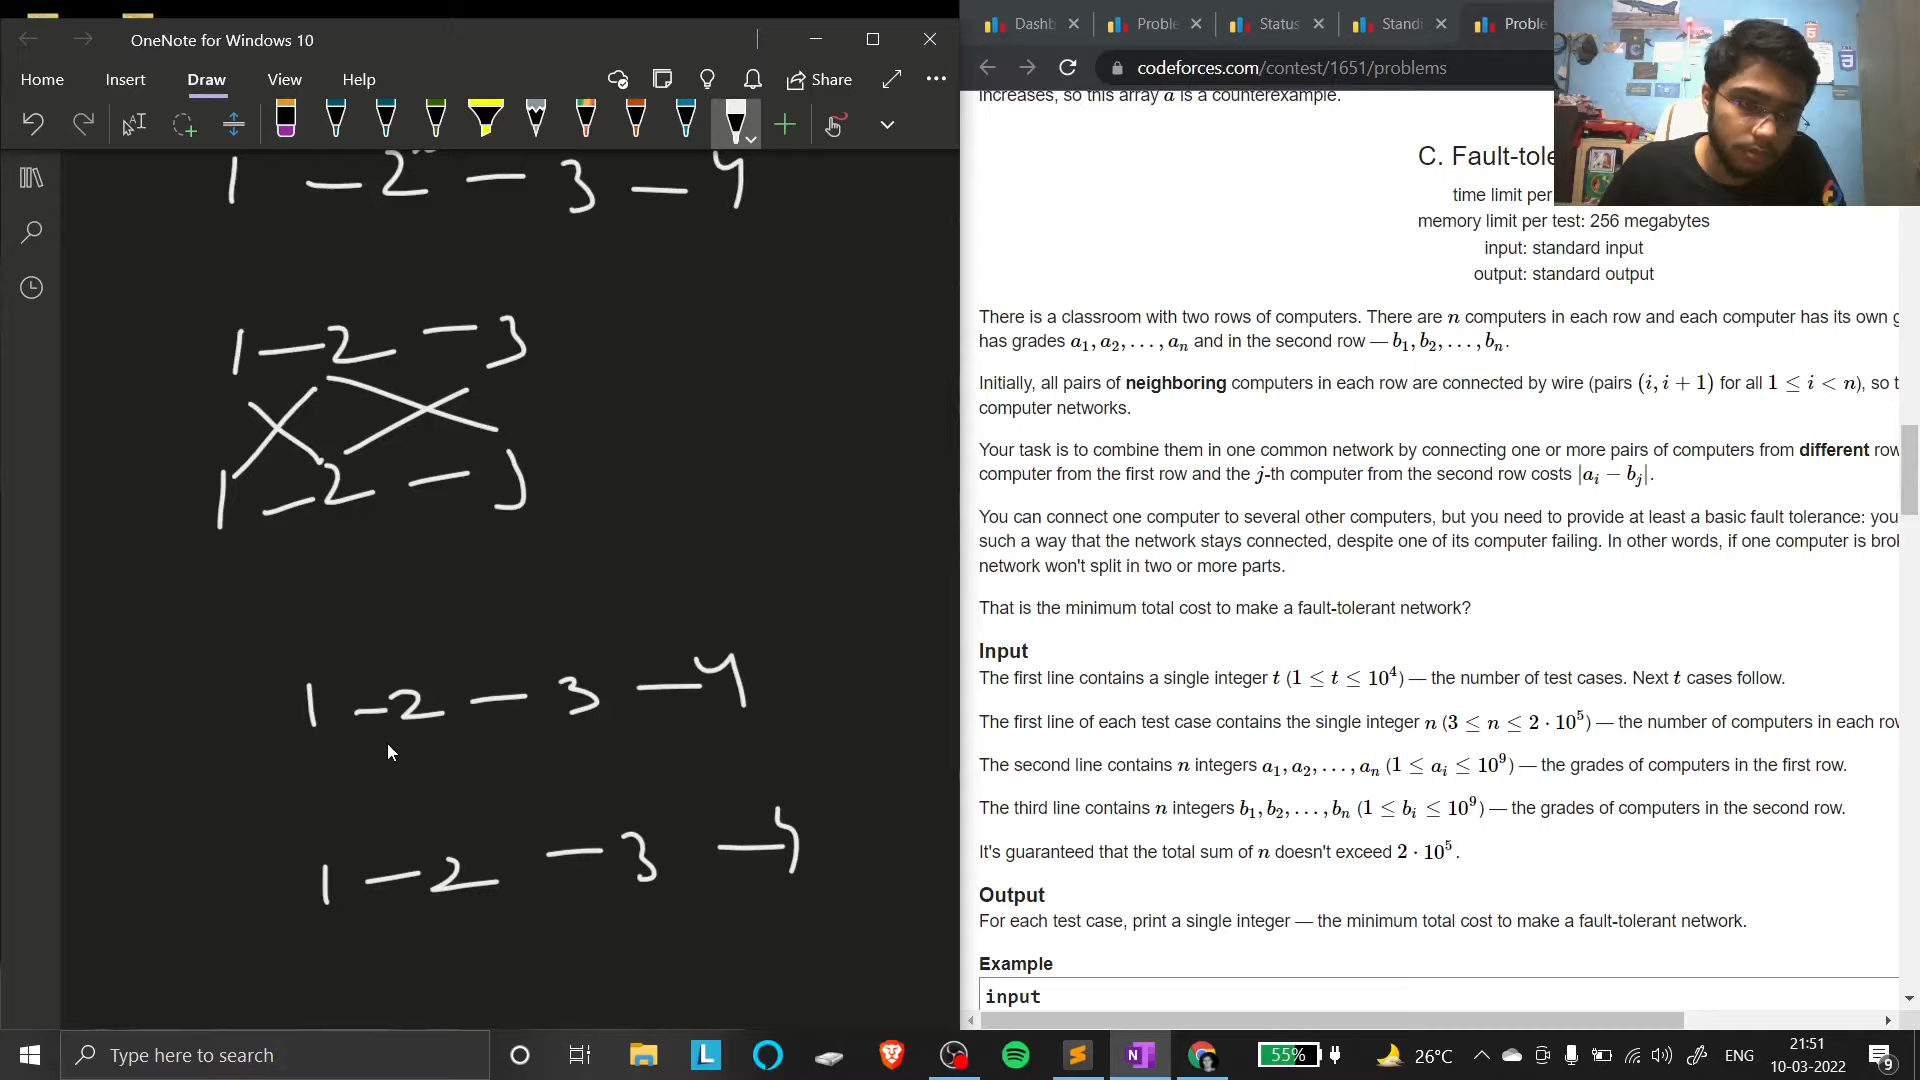 OneNote for Windows 10
Home Insert Draw View Help Share
1 - 2 - 3 - 4
1 - 2 - 3
1 - 2 - 3
1 - 2 - 3 - 4
1 - 2 - 3 - 4
Dashb Proble Status Standi Proble
codeforces.com/contest/1651/problems
increases, so this array a is a counterexample.
C. Fault-tole
time limit per
memory limit per test: 256 megabytes
input: standard input
output: standard output
There is a classroom with two rows of computers. There are n computers in each row and each computer has its own g
has grades a₁, a₂, . . . , aₙ and in the second row — b₁, b₂, . . . , bₙ.
Initially, all pairs of neighboring computers in each row are connected by wire (pairs (i, i + 1) for all 1 ≤ i < n), so t
computer networks.
Your task is to combine them in one common network by connecting one or more pairs of computers from different row
computer from the first row and the j-th computer from the second row costs |aᵢ − bⱼ|.
You can connect one computer to several other computers, but you need to provide at least a basic fault tolerance: you
such a way that the network stays connected, despite one of its computer failing. In other words, if one computer is brok
network won't split in two or more parts.
That is the minimum total cost to make a fault-tolerant network?
Input
The first line contains a single integer t (1 ≤ t ≤ 10⁴) — the number of test cases. Next t cases follow.
The first line of each test case contains the single integer n (3 ≤ n ≤ 2 · 10⁵) — the number of computers in each row
The second line contains n integers a₁, a₂, . . . , aₙ (1 ≤ aᵢ ≤ 10⁹) — the grades of computers in the first row.
The third line contains n integers b₁, b₂, . . . , bₙ (1 ≤ bᵢ ≤ 10⁹) — the grades of computers in the second row.
It's guaranteed that the total sum of n doesn't exceed 2 · 10⁵.
Output
For each test case, print a single integer — the minimum total cost to make a fault-tolerant network.
Example
input
Type here to search
L
N
55%
26°C
ENG
21:51
10-03-2022
9